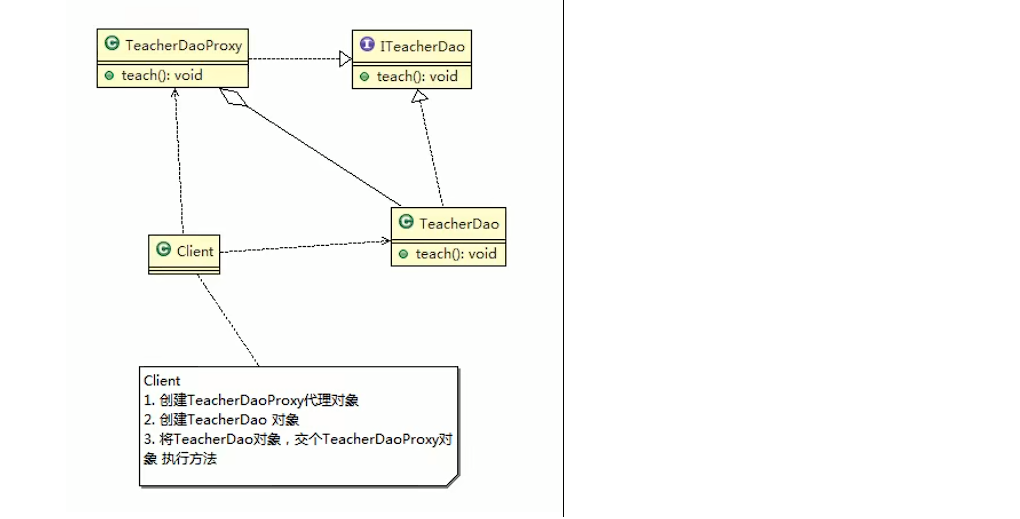 TeacherDaoProxy
teach(): void
ITeacherDao
teach(): void
TeacherDao
teach(): void
Client
Client
1. 创建TeacherDaoProxy代理对象
2. 创建TeacherDao 对象
3. 将TeacherDao对象，交个TeacherDaoProxy对
象 执行方法